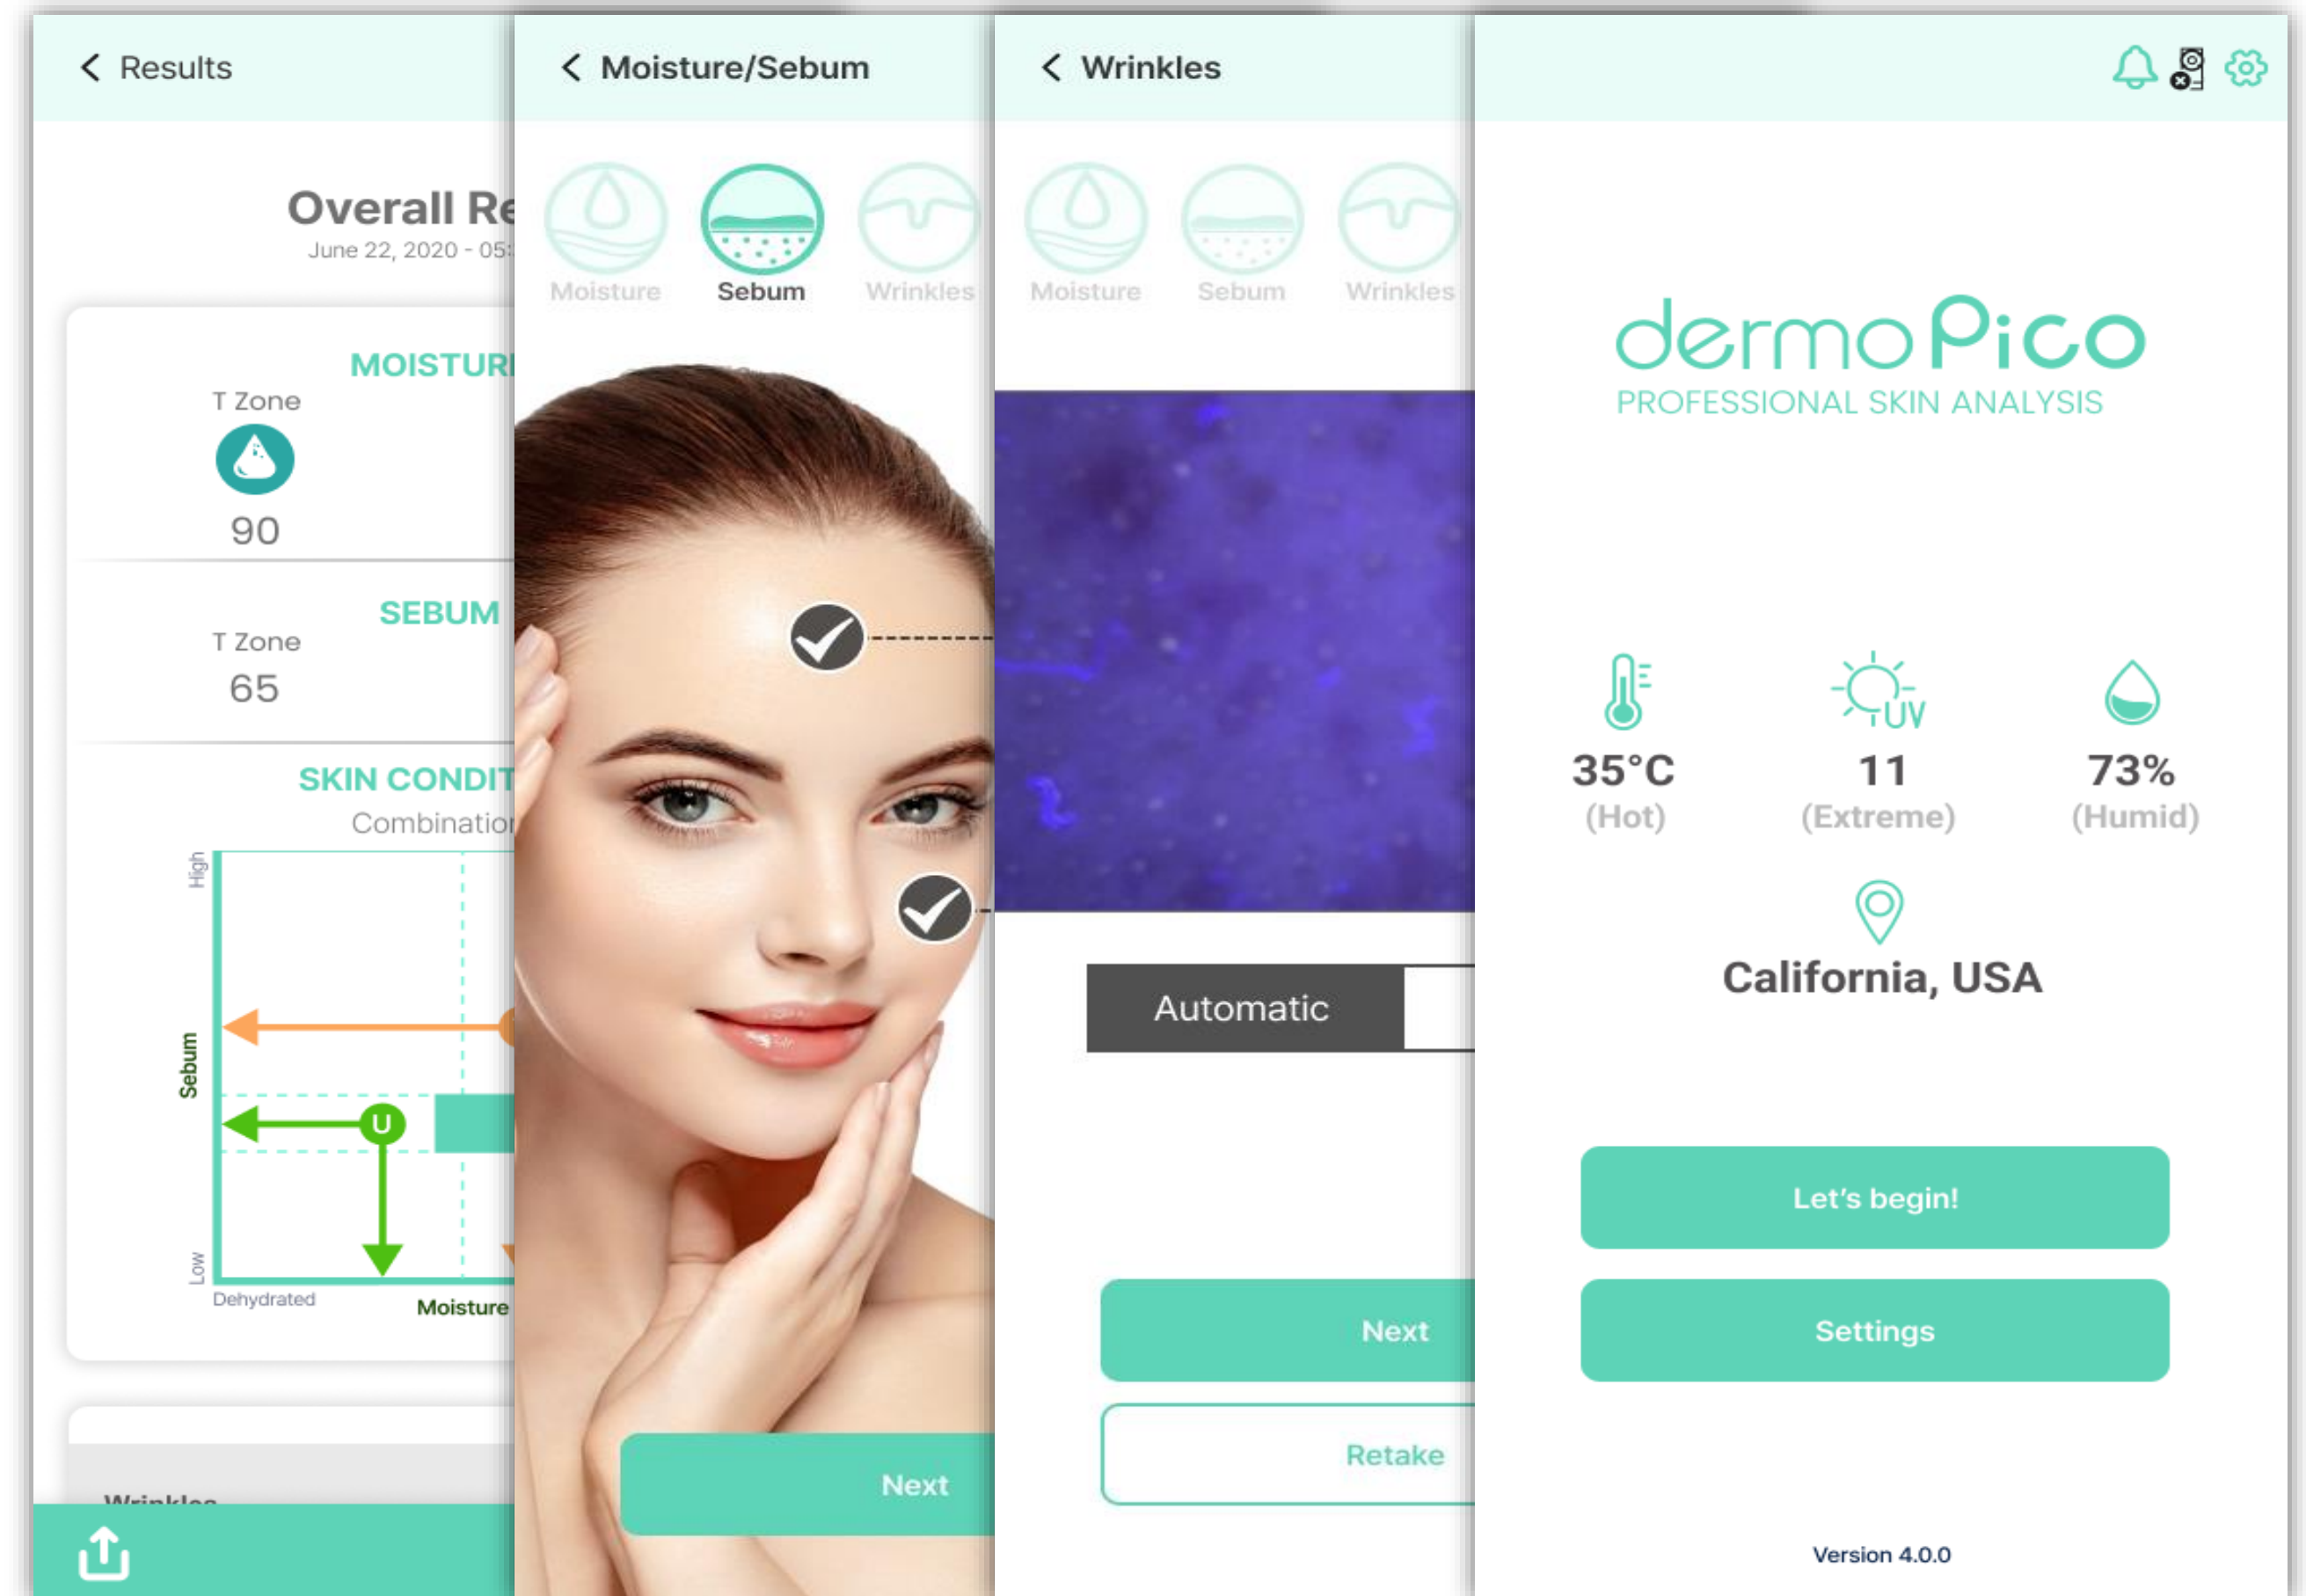 Results
Overall Re
June 22, 2020 - 05:
MOISTUR
T Zone
90
SEBUM
T Zone
65
SKIN CONDIT
Combination
High
Sebum
U
Low
Dehydrated
Moisture
Wrinkles
Moisture/Sebum
Moisture
Sebum
Wrinkles
Next
Wrinkles
Moisture
Sebum
Wrinkles
Automatic
Next
Retake
dermoPico
PROFESSIONAL SKIN ANALYSIS
UV
35°C
11
73%
(Hot)
(Extreme)
(Humid)
California, USA
Let's begin!
Settings
Version 4.0.0